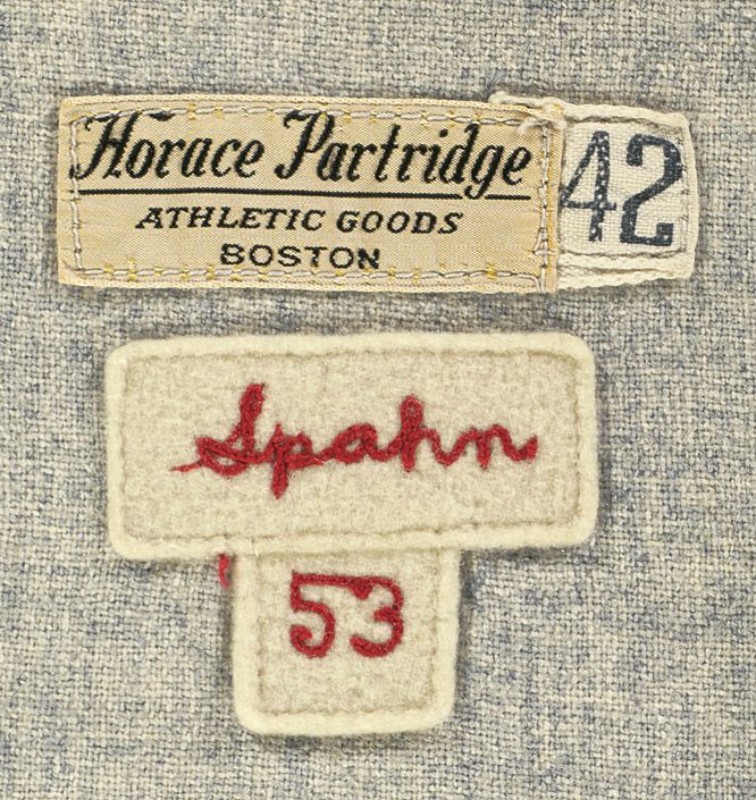 Horace Partridge
ATHLETIC GOODS
BOSTON
42
Spahn
53